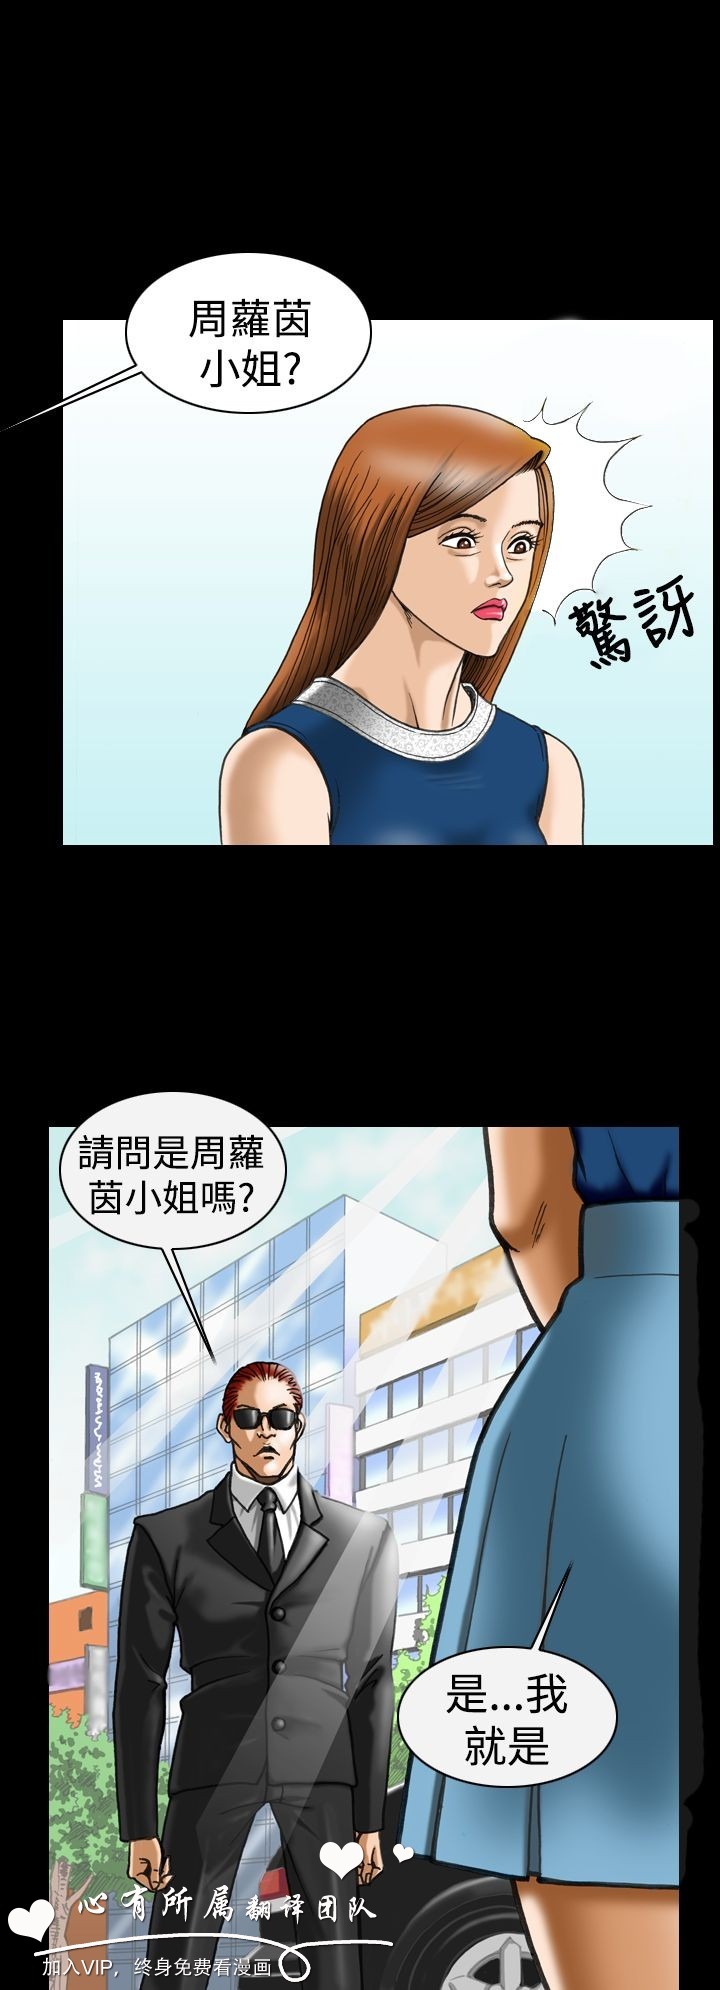 周蘿茵
小姐?
驚訝
請問是周蘿
茵小姐嗎?
是...我
就是
心有所属翻译团队
加入VIP，终身免费看漫画